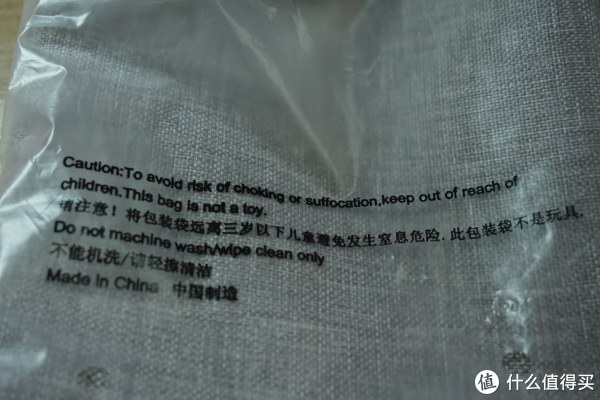 Caution:To avoid risk of choking or suffocation,keep out of reach of
children.This bag is not a toy.
请注意！将包装袋远离三岁以下儿童避免发生窒息危险.此包装袋不是玩具.
Do not machine wash/wipe clean only
不能机洗/请轻擦清洁
Made In China 中国制造
值 什么值得买